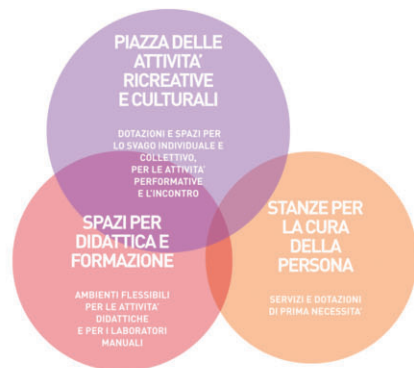 PIAZZA DELLE
ATTIVITA'
RICREATIVE
E CULTURALI
DOTAZIONI E SPAZI PER
LO SVAGO INDIVIDUALE E
COLLETTIVO,
PER LE ATTIVITA'
PERFORMATIVE
E L'INCONTRO
SPAZI PER
DIDATTICA E
FORMAZIONE
AMBIENTI FLESSIBILI
PER LE ATTIVITA'
DIDATTICHE
E PER I LABORATORI
MANUALI
STANZE PER
LA CURA
DELLA
PERSONA
SERVIZI E DOTAZIONI
DI PRIMA NECESSITA'